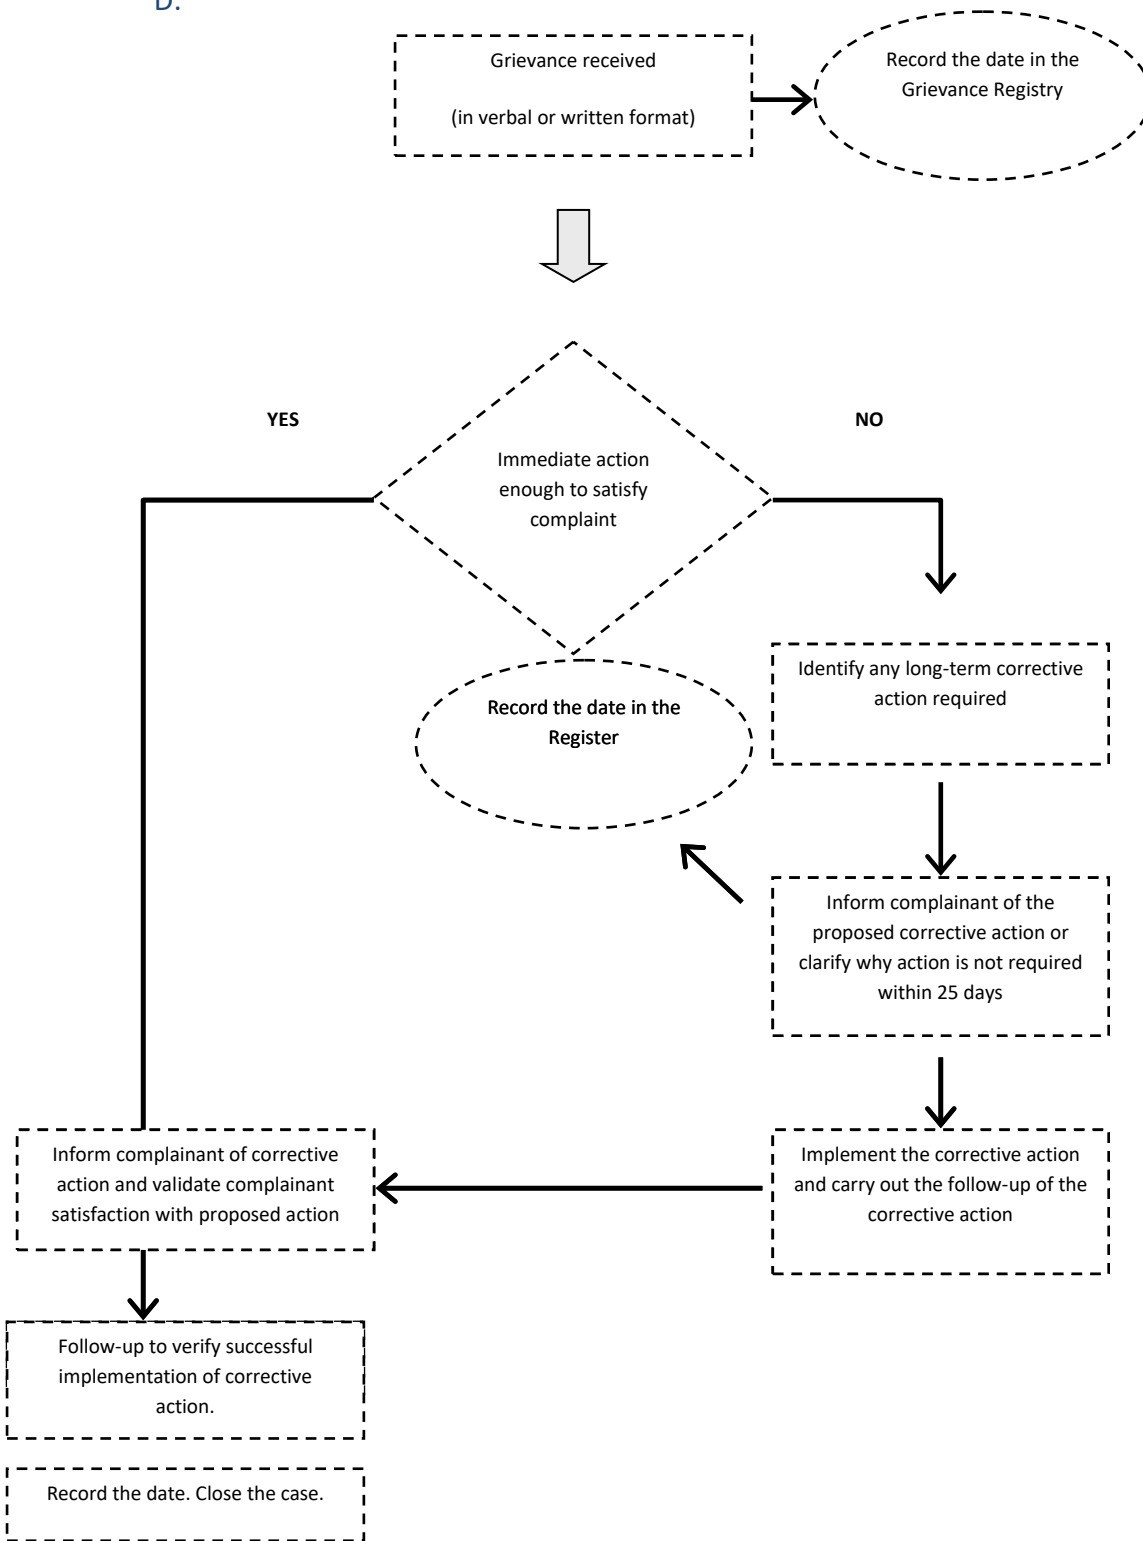 D.
Grievance received
(in verbal or written format)
Record the date in the
Grievance Registry
YES
NO
Immediate action
enough to satisfy
complaint
Identify any long-term corrective
action required
Record the date in the
Register
Inform complainant of the
proposed corrective action or
clarify why action is not required
within 25 days
Inform complainant of corrective
action and validate complainant
satisfaction with proposed action
Implement the corrective action
and carry out the follow-up of the
corrective action
Follow-up to verify successful
implementation of corrective
action.
Record the date. Close the case.